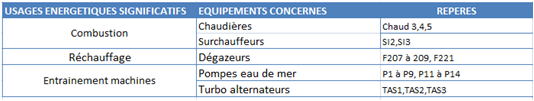 USAGES ENERGETIQUES SIGNIFICATIFS EQUIPEMENTS CONCERNES REPERES
Combustion Chaudières Chaud 3,4,5
Surchauffeurs SI2,SI3
Réchauffage Dégazeurs F207 à 209, F221
Entrainement machines Pompes eau de mer P1 à P9, P11 à P14
Turbo alternateurs TAS1,TAS2,TAS3